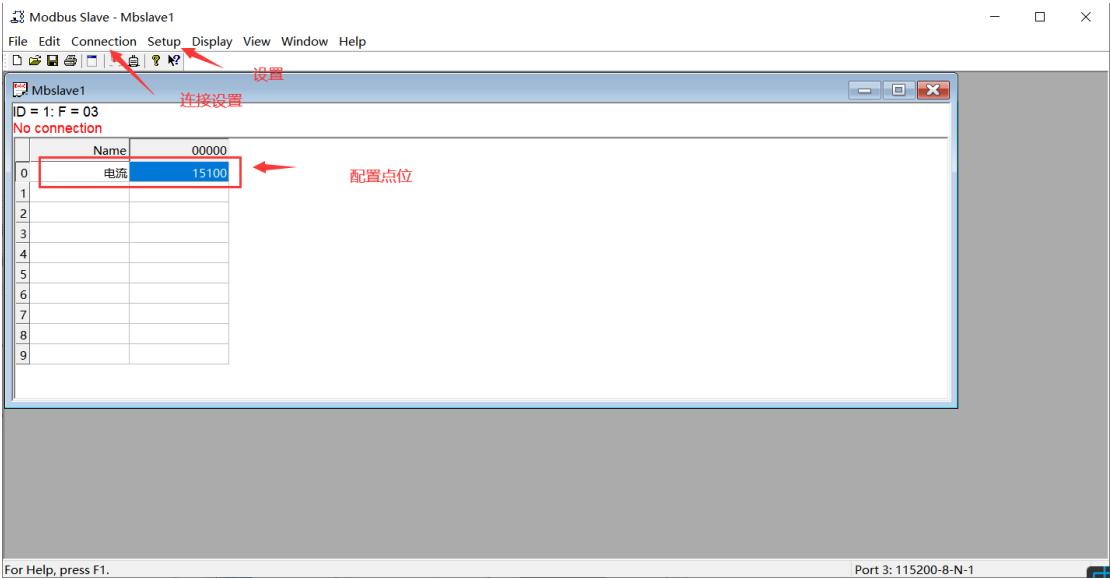 Modbus Slave - Mbslave1
File Edit Connection Setup Display View Window Help
设置
连接设置
Mbslave1
ID = 1: F = 03
No connection
Name 00000
0 电流 15100
配置点位
1
2
3
4
5
6
7
8
9
For Help, press F1.
Port 3: 115200-8-N-1